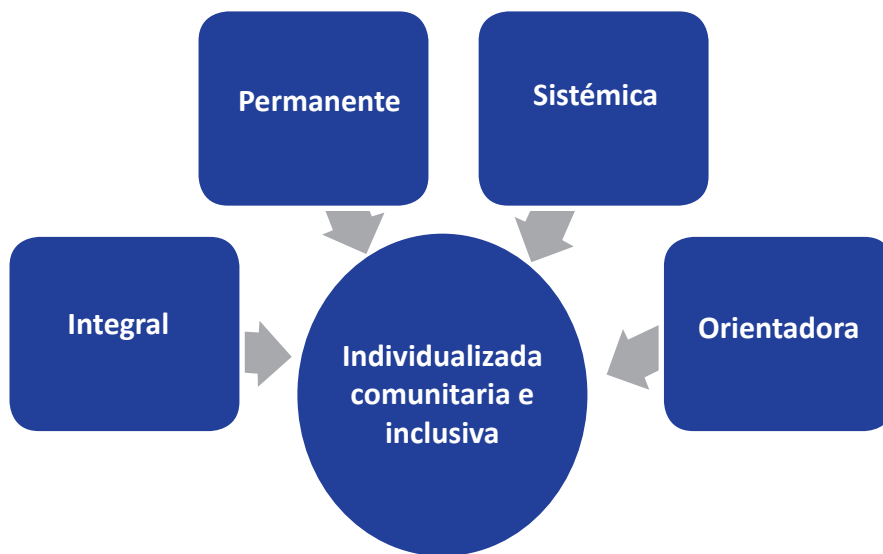 Permanente
Sistémica
Integral
Orientadora
Individualizada
comunitaria e
inclusiva